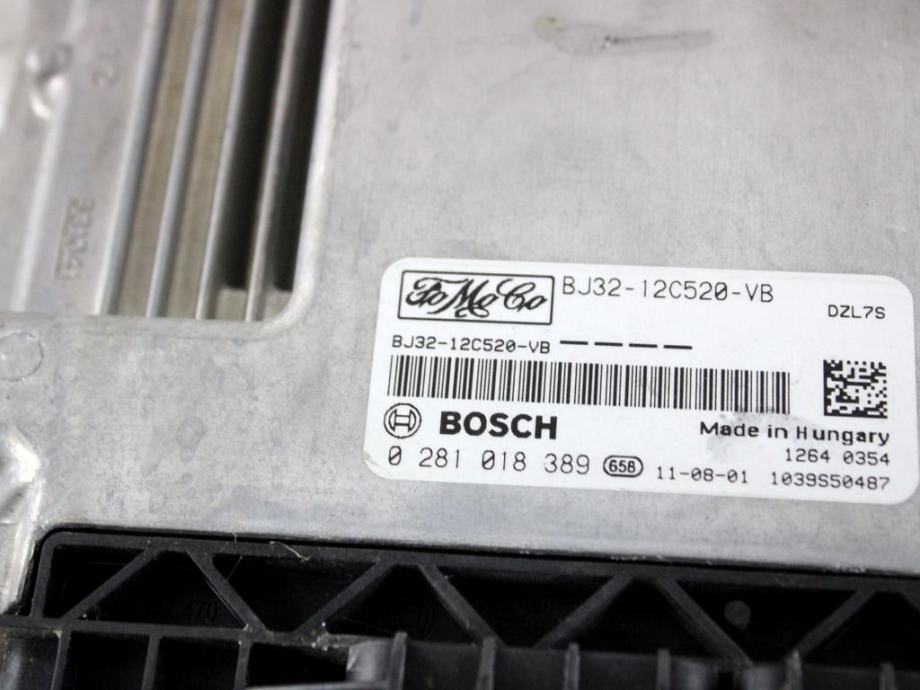 FoMoCo BJ32-12C520-VB
DZL7S
BJ32-12C520-VB
BOSCH
Made in Hungary
1264 0354
0 281 018 389 658 11-08-01 1039S50487
470